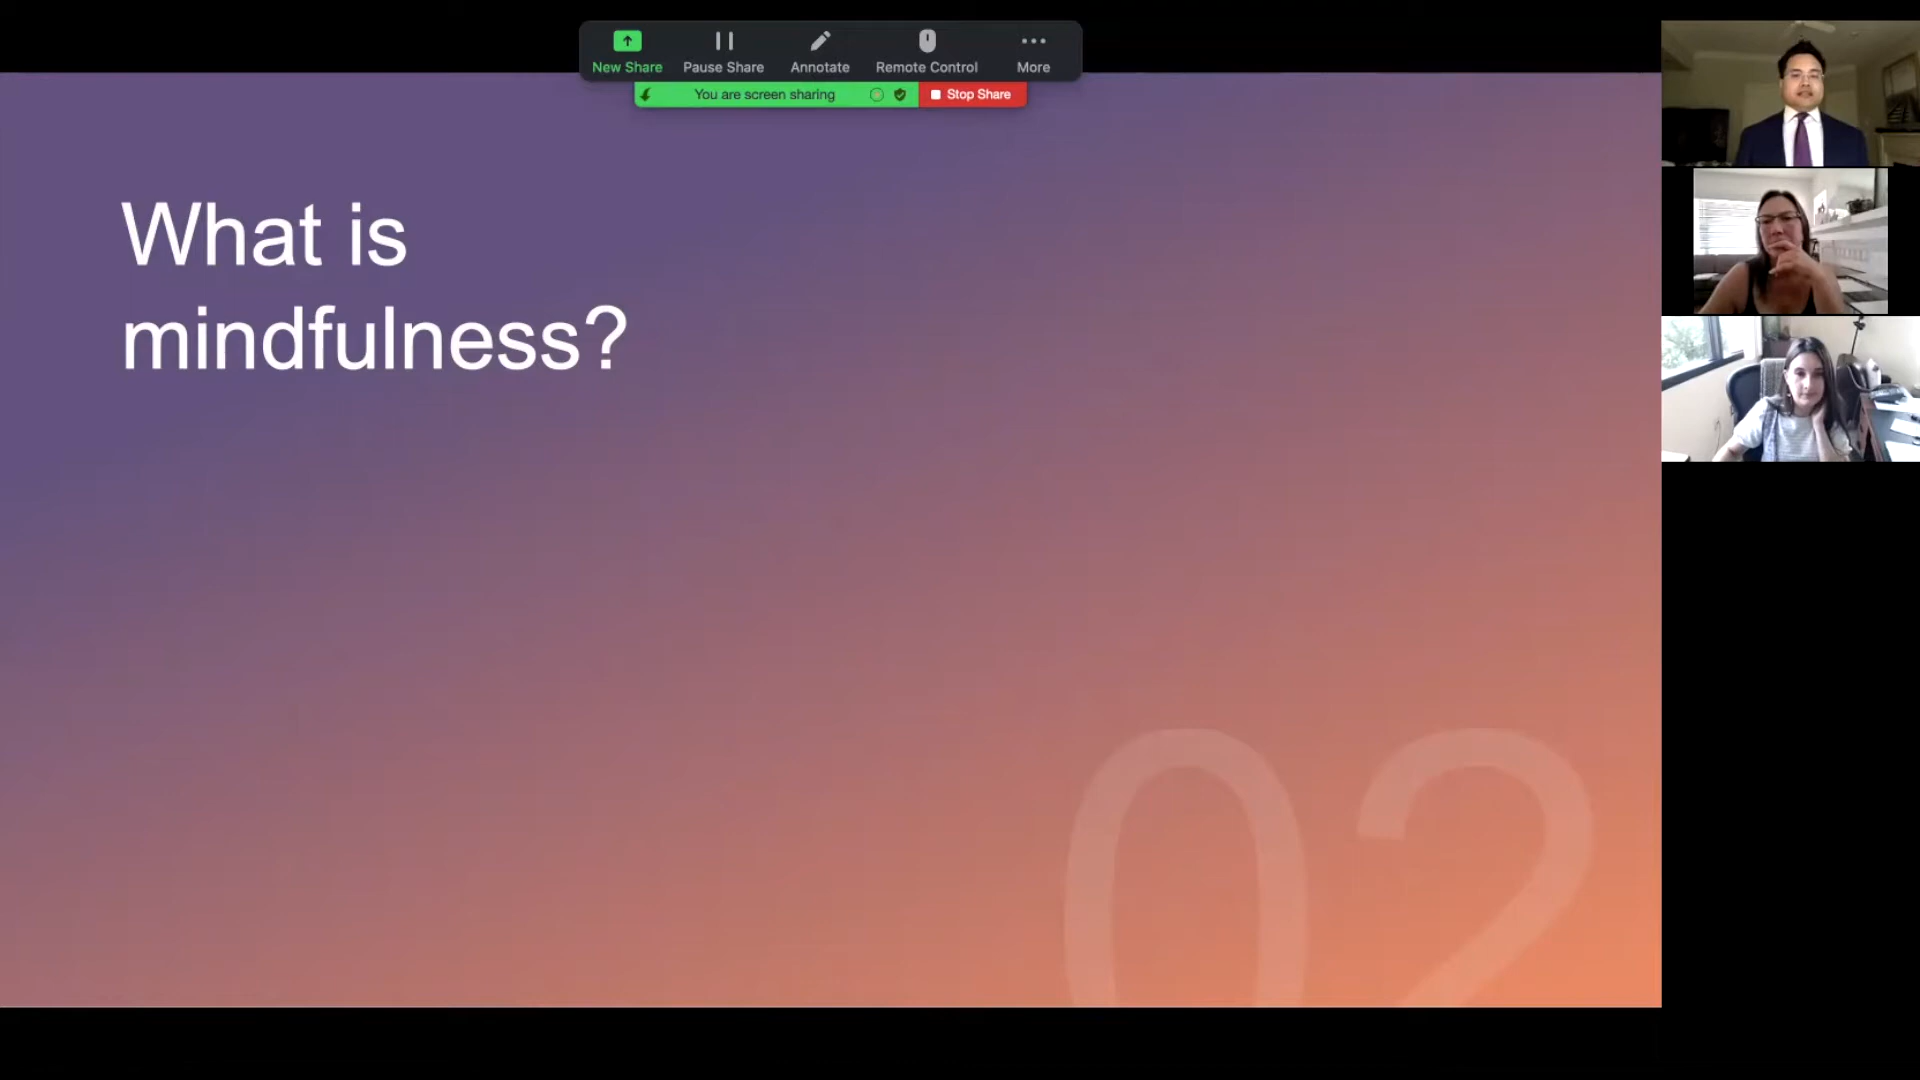 New Share
Pause Share
Annotate
Remote Control
More
You are screen sharing
Stop Share
What is
mindfulness?
02